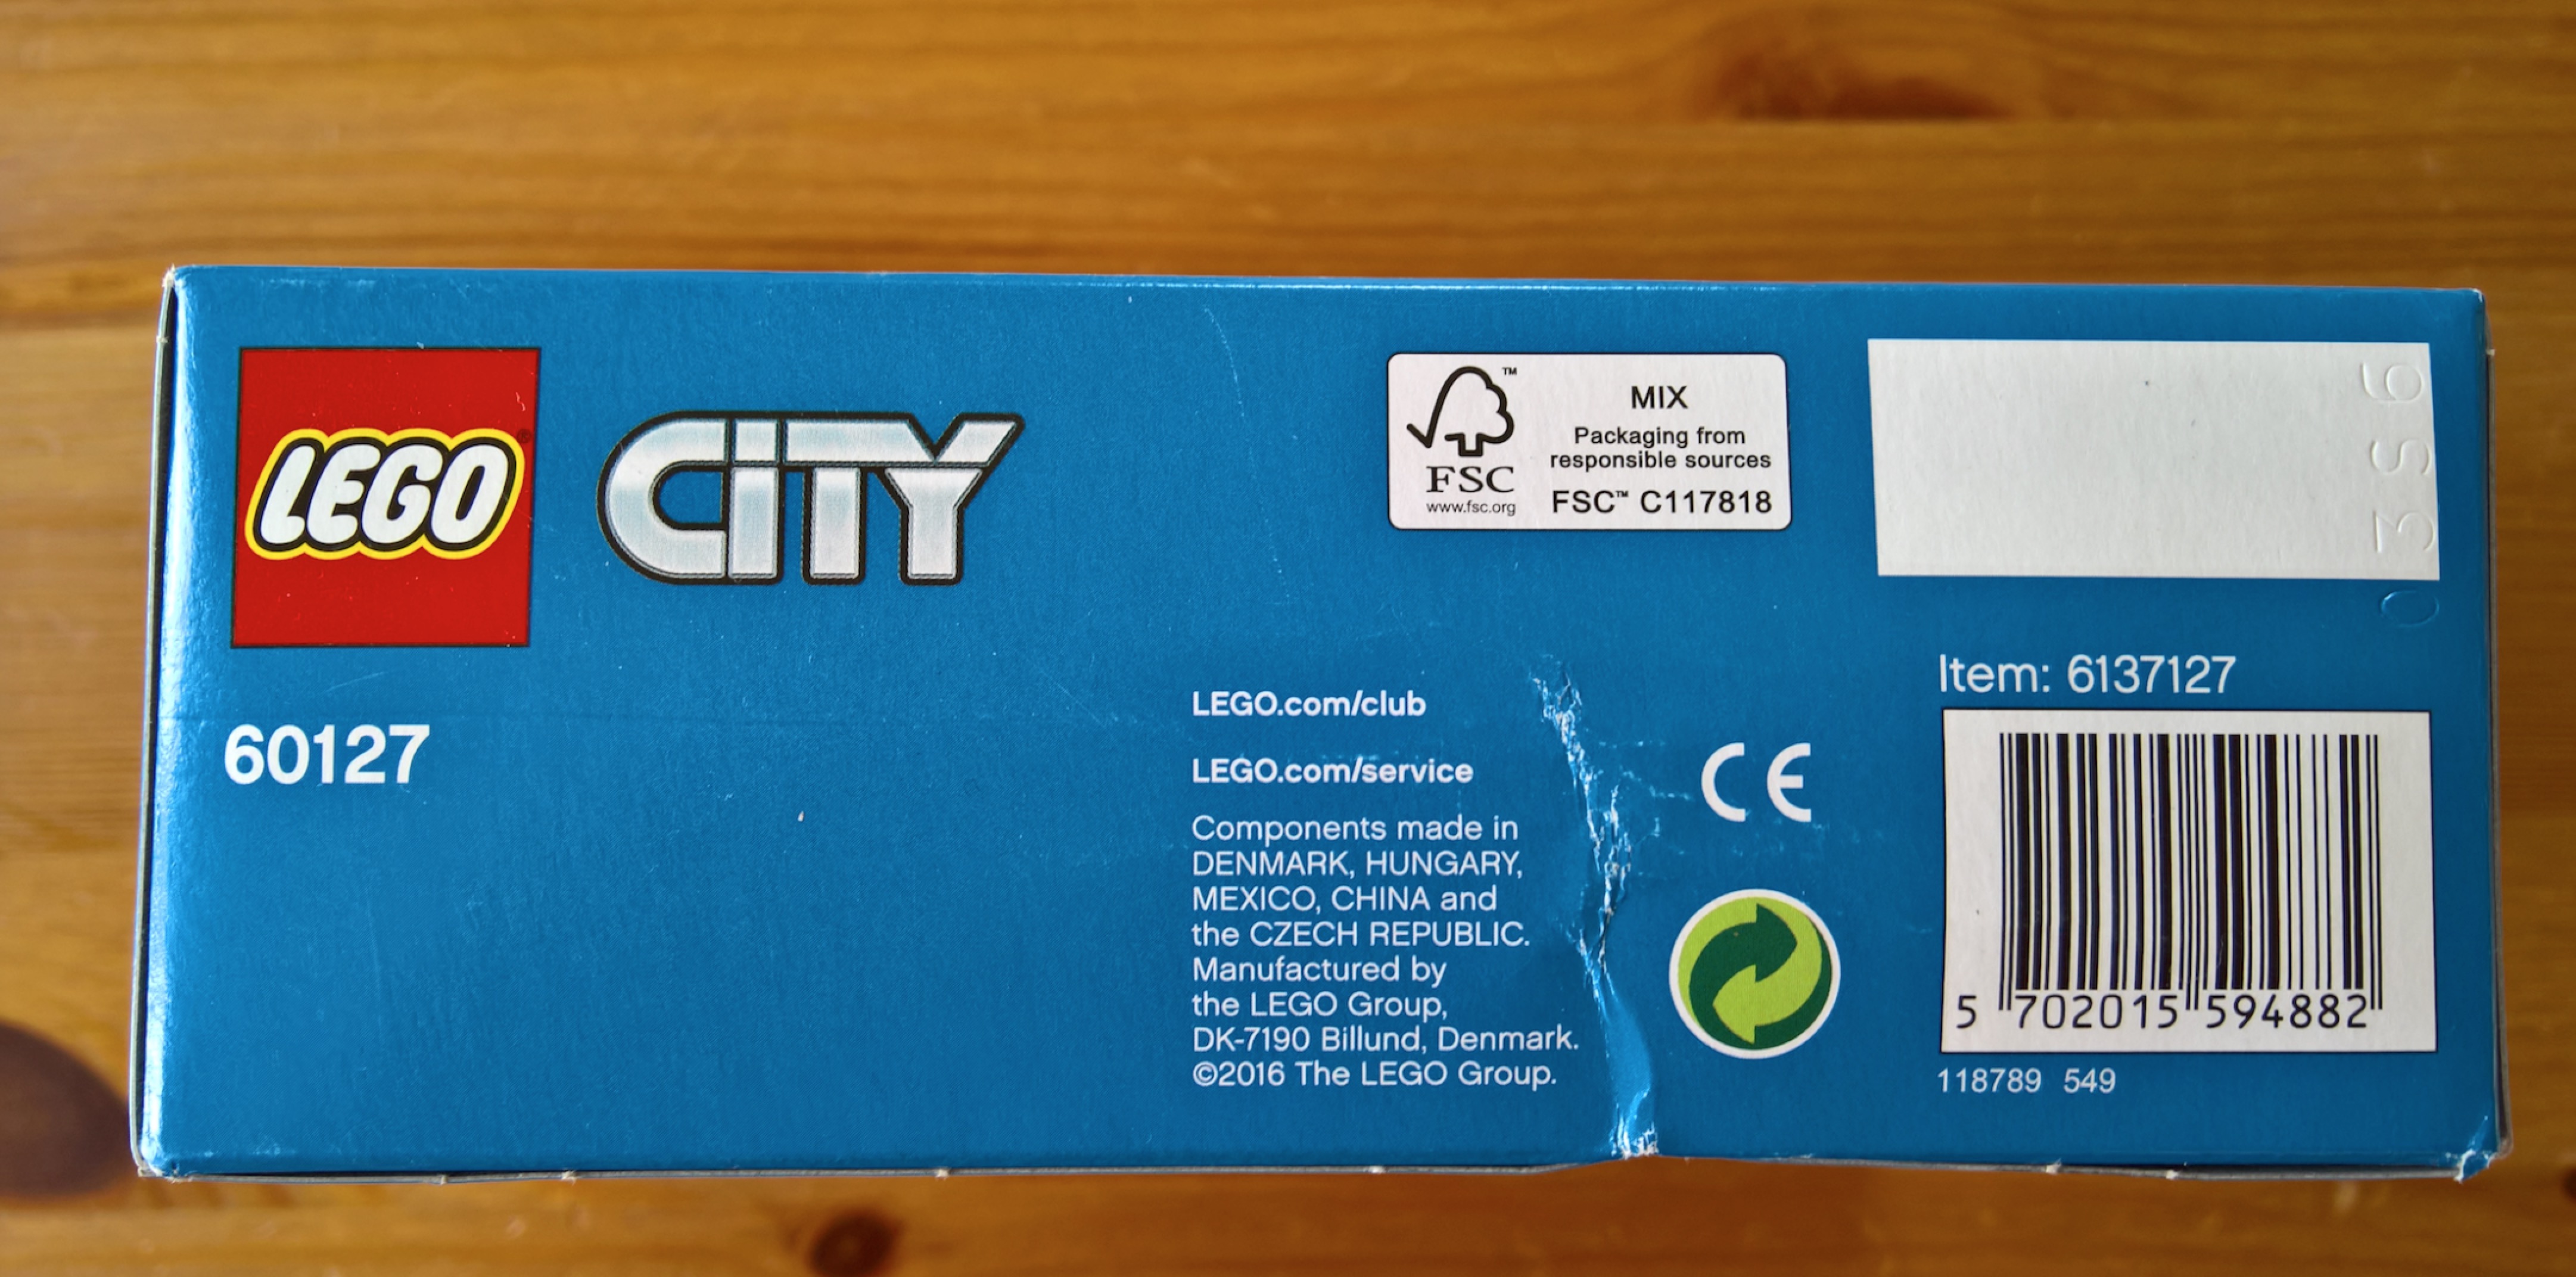 LEGO®
CITY
60127
LEGO.com/club
LEGO.com/service
Components made in
DENMARK, HUNGARY,
MEXICO, CHINA and
the CZECH REPUBLIC.
Manufactured by
the LEGO Group,
DK-7190 Billund, Denmark.
©2016 The LEGO Group.
™
FSC
www.fsc.org
MIX
Packaging from
responsible sources
FSC™ C117818
CE
03S6
Item: 6137127
5 702015 594882
118789 549